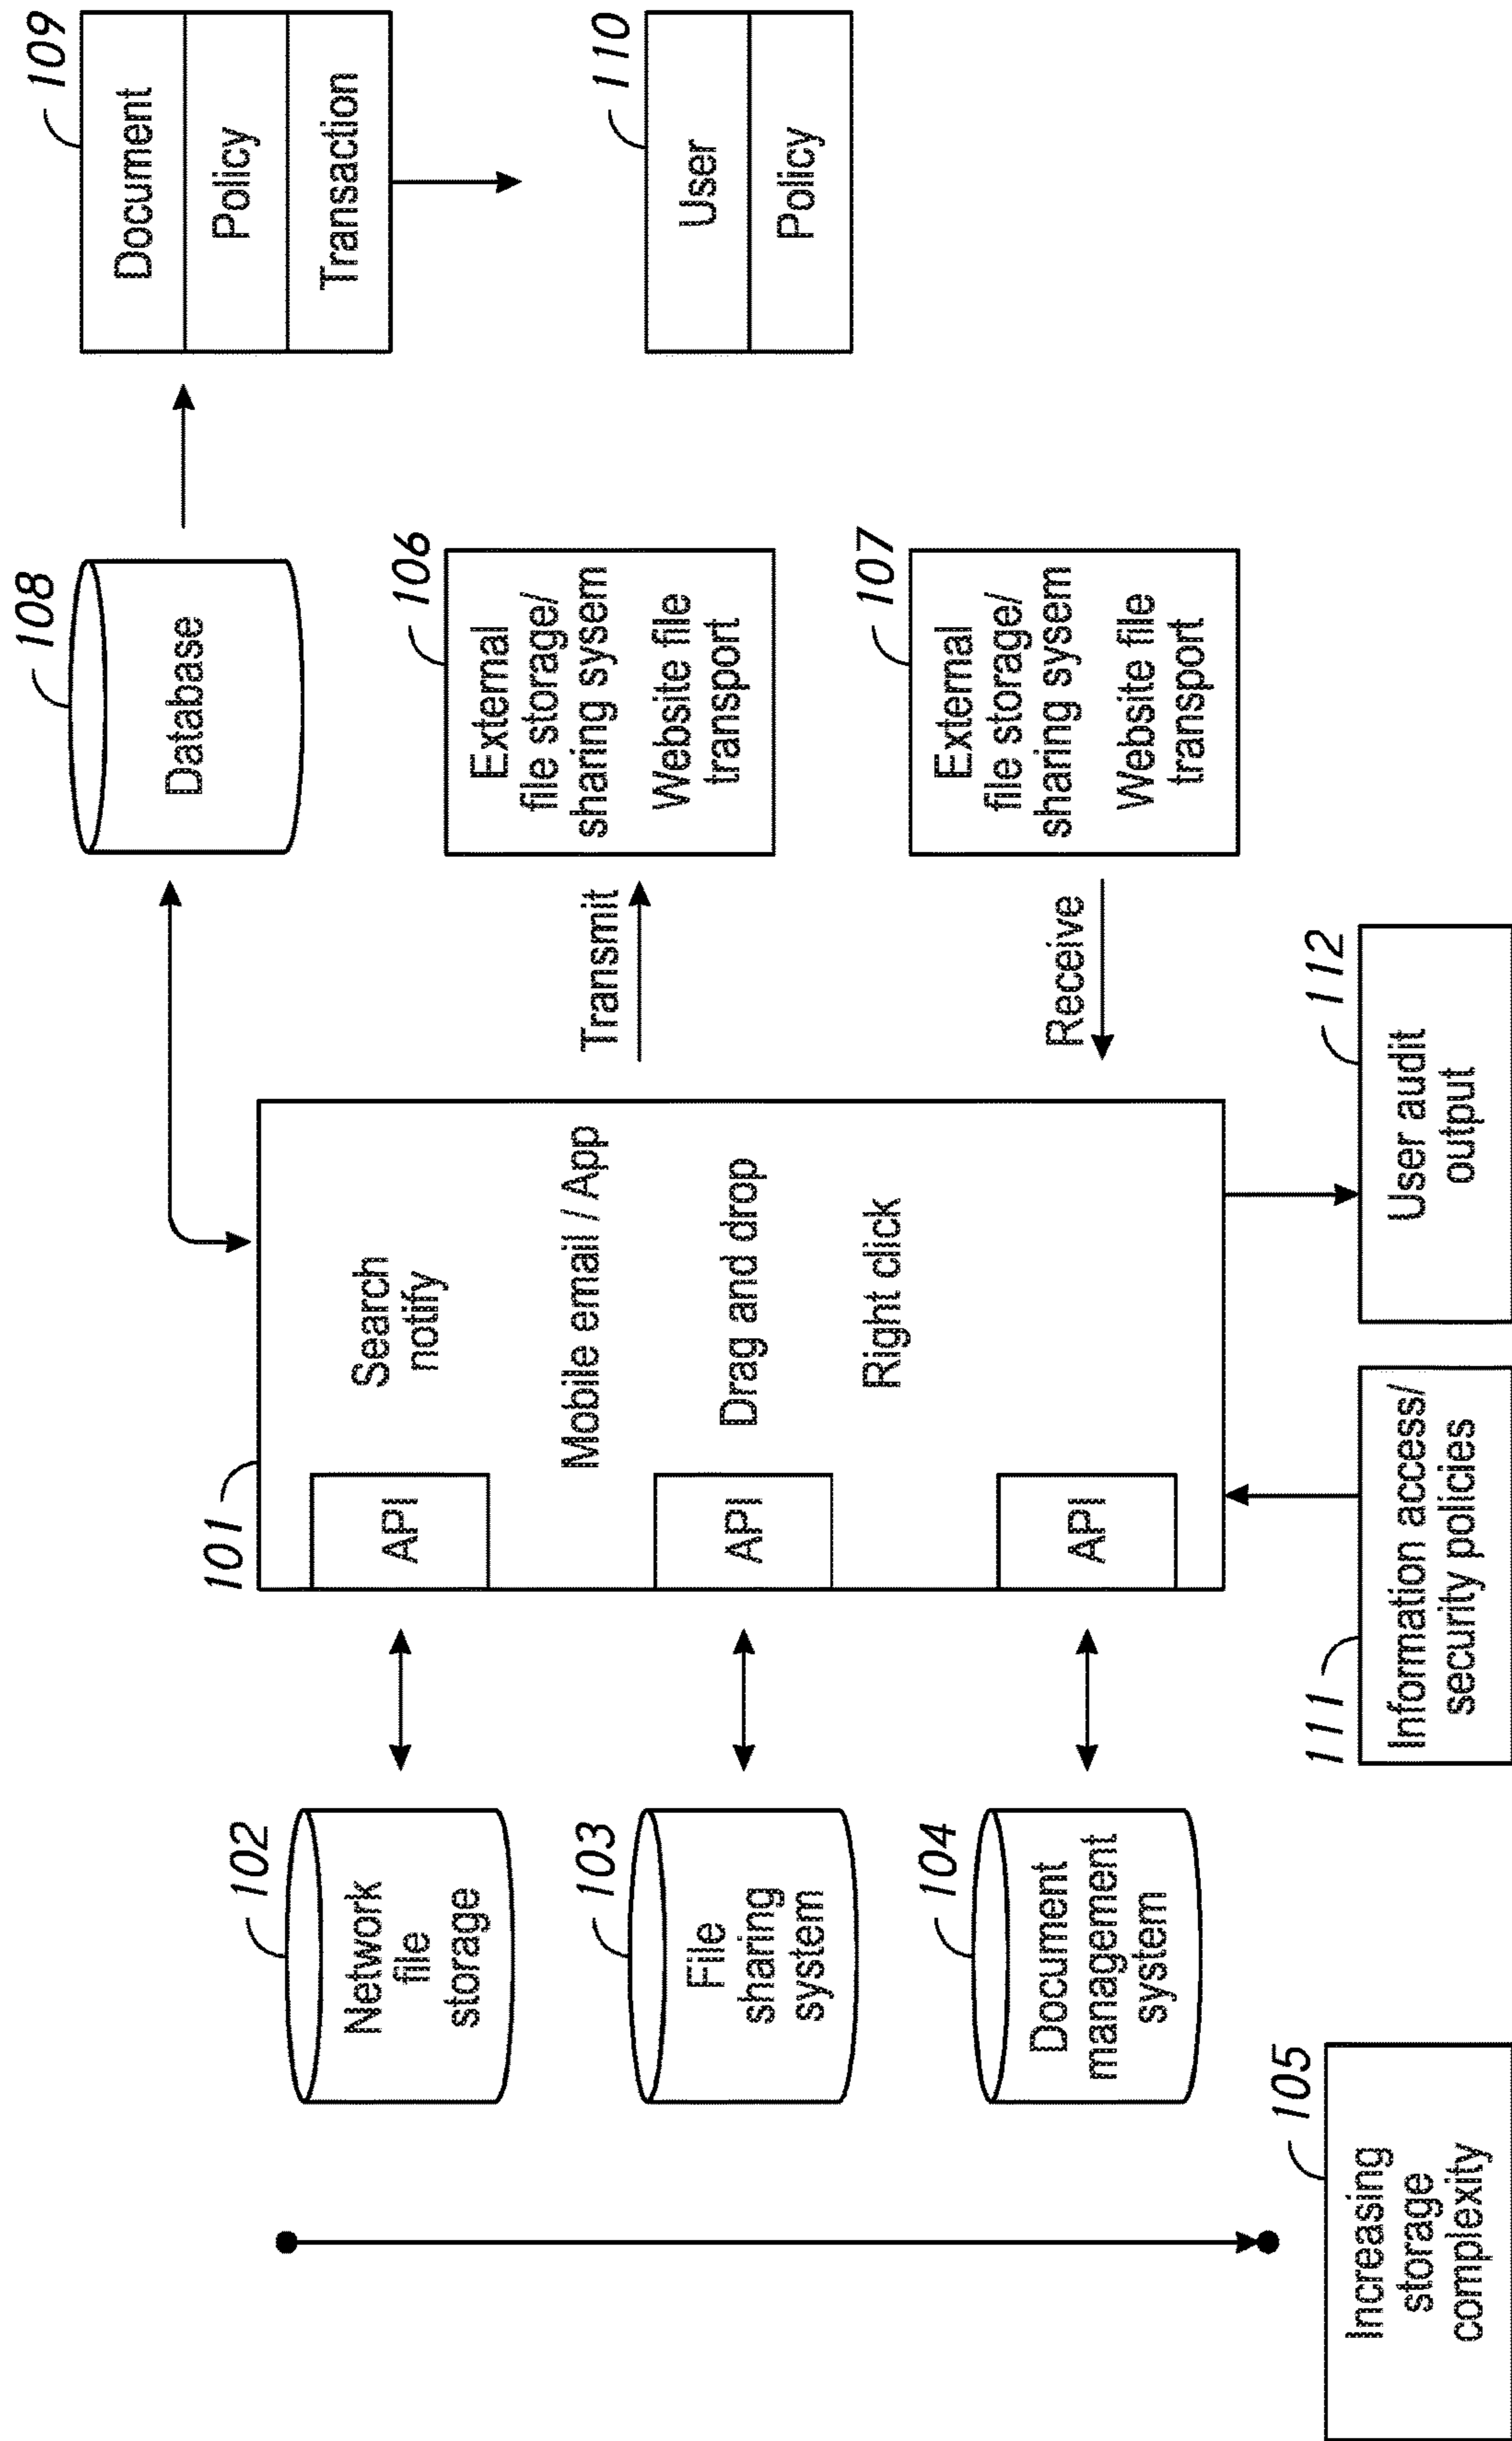 102
Network
file
storage
103
File
sharing
system
104
Document
management
system
105
Increasing
storage
complexity
101
API
API
API
Search
notify
Mobile email / App
Drag and drop
Right click
111
Information access/
security policies
112
User audit
output
Transmit
Receive
108
Database
106
External
file storage/
sharing sysem
Website file
transport
107
External
file storage/
sharing sysem
Website file
transport
109
Document
Policy
Transaction
110
User
Policy